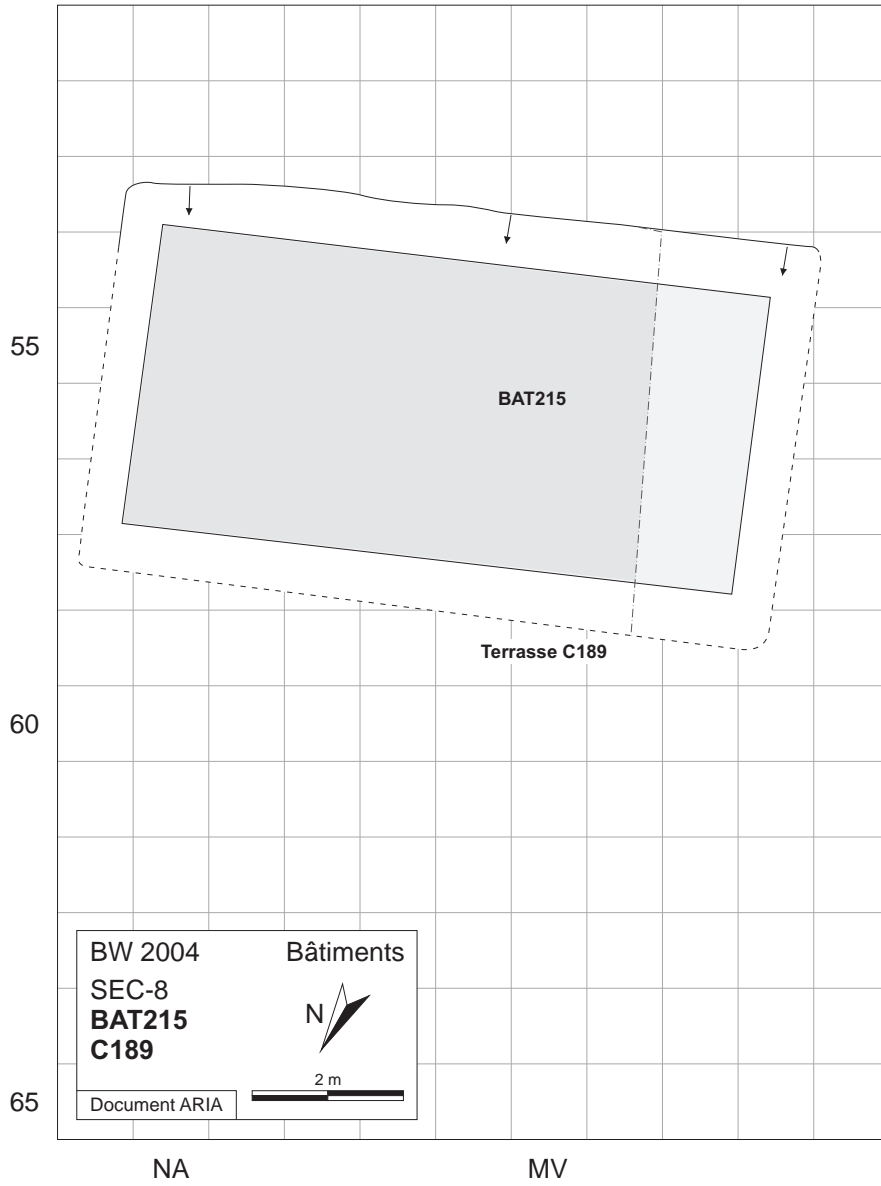 55
BAT215
Terrasse C189
60
BW 2004 Bâtiments
SEC-8
BAT215
N
C189
2 m
Document ARIA
65
NA MV